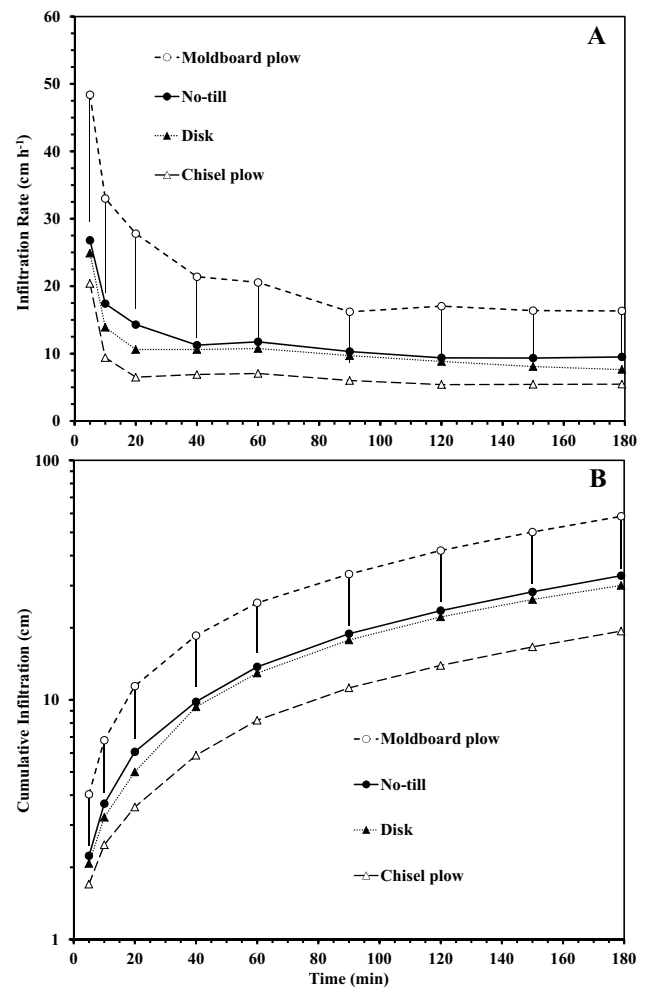 60
A
Moldboard plow
50
No-till
40
Disk
Chisel plow
30
20
10
0
Infiltration Rate (cm h⁻¹)
0 20 40 60 80 100 120 140 160 180
100
B
10
Moldboard plow
No-till
Disk
Chisel plow
1
Cumulative Infiltration (cm)
0 20 40 60 80 100 120 140 160 180
Time (min)